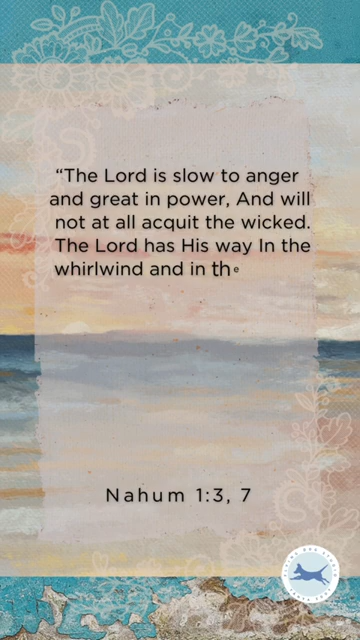 “The Lord is slow to anger
and great in power, And will
not at all acquit the wicked.
The Lord has His way In the
whirlwind and in the
Nahum 1:3, 7